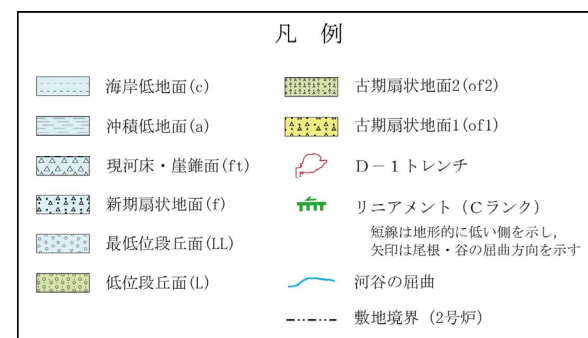 凡 例
海岸低地面(c)
沖積低地面(a)
現河床・崖錐面(ft)
新期扇状地面(f)
最低位段丘面(LL)
低位段丘面(L)
古期扇状地面2(of2)
古期扇状地面1(of1)
D－1トレンチ
リニアメント（Cランク）
短線は地形的に低い側を示し，
矢印は尾根・谷の屈曲方向を示す
河谷の屈曲
敷地境界（2号炉）